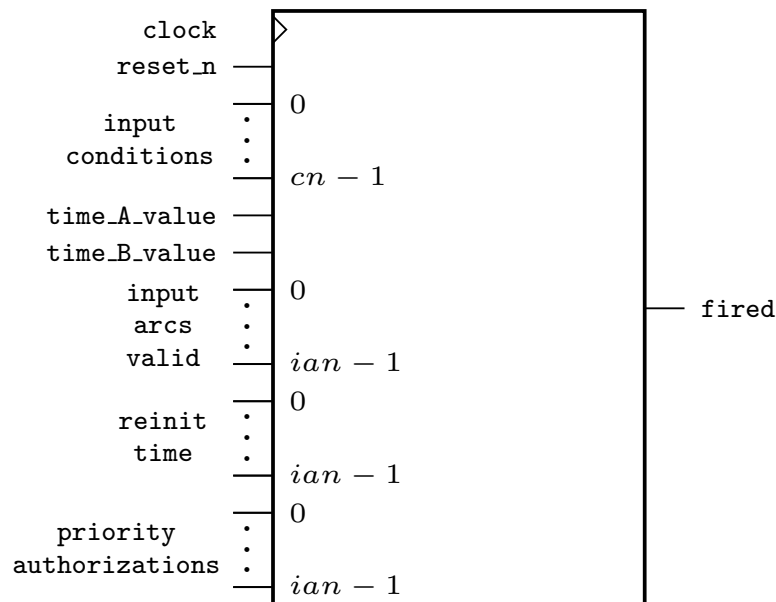 clock
reset_n
0
input
conditions
cn − 1
time_A_value
time_B_value
0
input
arcs
valid
ian − 1
fired
0
reinit
time
ian − 1
0
priority
authorizations
ian − 1